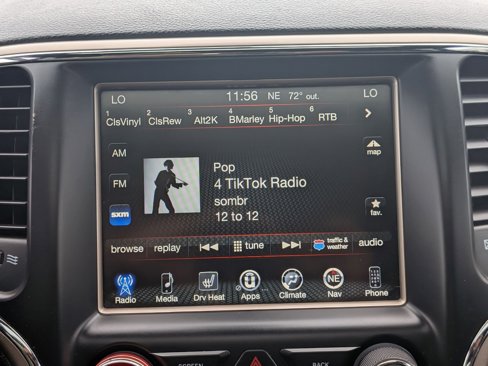 LO 11:56 NE 72° out. LO
1 ClsVinyl 2 ClsRew 3 Alt2K 4 BMarley 5 Hip-Hop 6 RTB
AM
map
Pop
4 TikTok Radio
FM
sombr
sxm
12 to 12
fav.
browse replay tune traffic & weather audio
Radio Media Drv Heat Apps Climate NE Nav Phone
SCREEN BACK